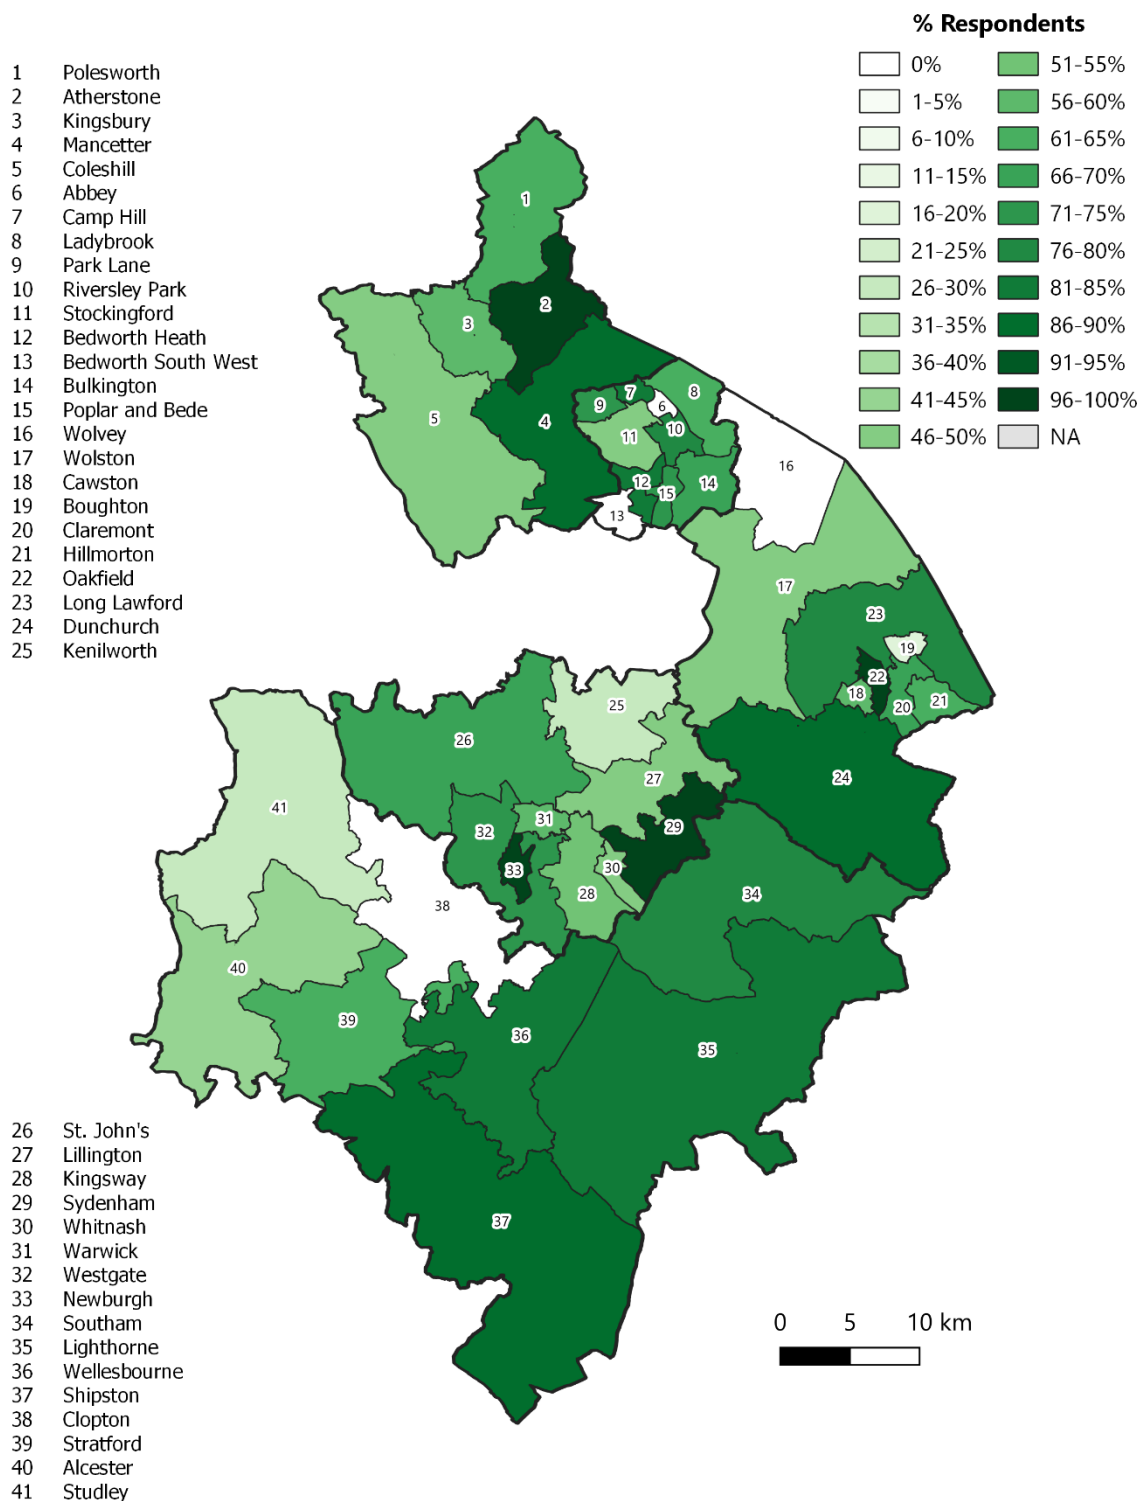 % Respondents
0%
1-5%
6-10%
11-15%
16-20%
21-25%
26-30%
31-35%
36-40%
41-45%
46-50%
51-55%
56-60%
61-65%
66-70%
71-75%
76-80%
81-85%
86-90%
91-95%
96-100%
NA
1 Polesworth
2 Atherstone
3 Kingsbury
4 Mancetter
5 Coleshill
6 Abbey
7 Camp Hill
8 Ladybrook
9 Park Lane
10 Riversley Park
11 Stockingford
12 Bedworth Heath
13 Bedworth South West
14 Bulkington
15 Poplar and Bede
16 Wolvey
17 Wolston
18 Cawston
19 Boughton
20 Claremont
21 Hillmorton
22 Oakfield
23 Long Lawford
24 Dunchurch
25 Kenilworth
1
2
3
4
5
6
7
8
9
10
11
12
13
14
15
16
17
18
19
20
21
22
23
24
25
26
27
28
29
30
31
32
33
34
35
36
37
38
39
40
41
26 St. John's
27 Lillington
28 Kingsway
29 Sydenham
30 Whitnash
31 Warwick
32 Westgate
33 Newburgh
34 Southam
35 Lighthorne
36 Wellesbourne
37 Shipston
38 Clopton
39 Stratford
40 Alcester
41 Studley
0 5 10 km